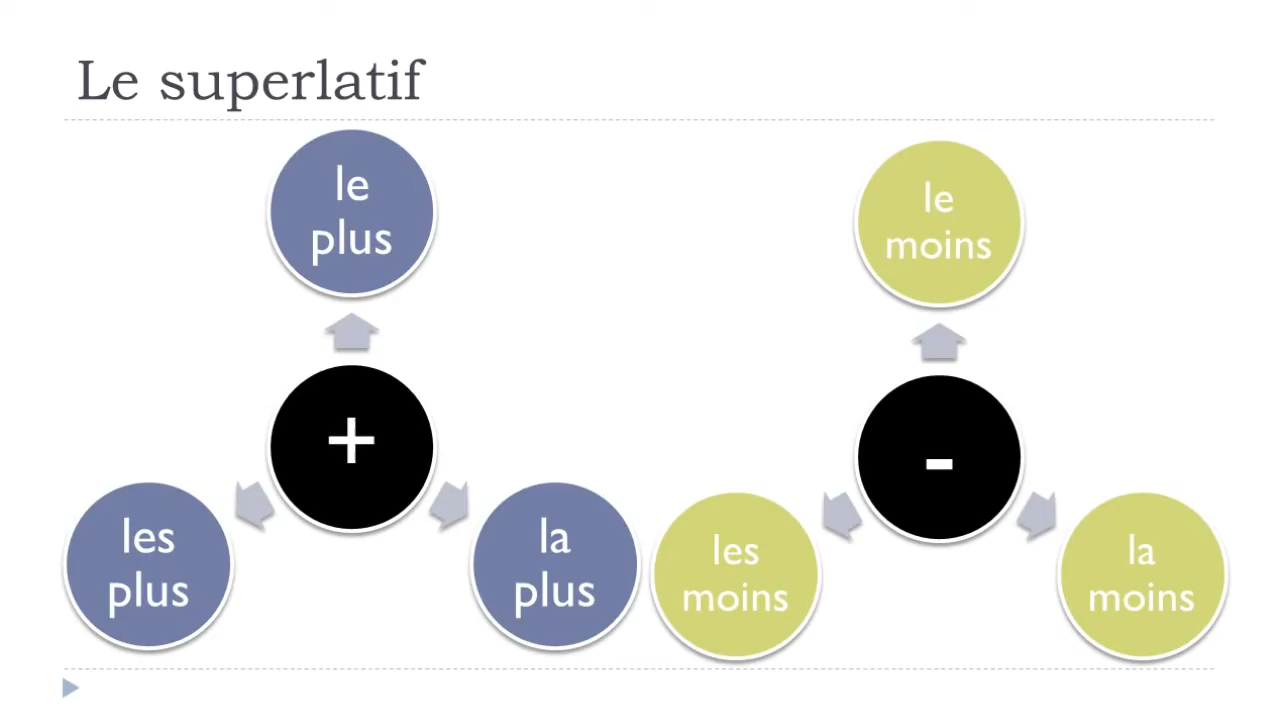 Le superlatif
le
plus
+
les
plus
la
plus
le
moins
-
les
moins
la
moins